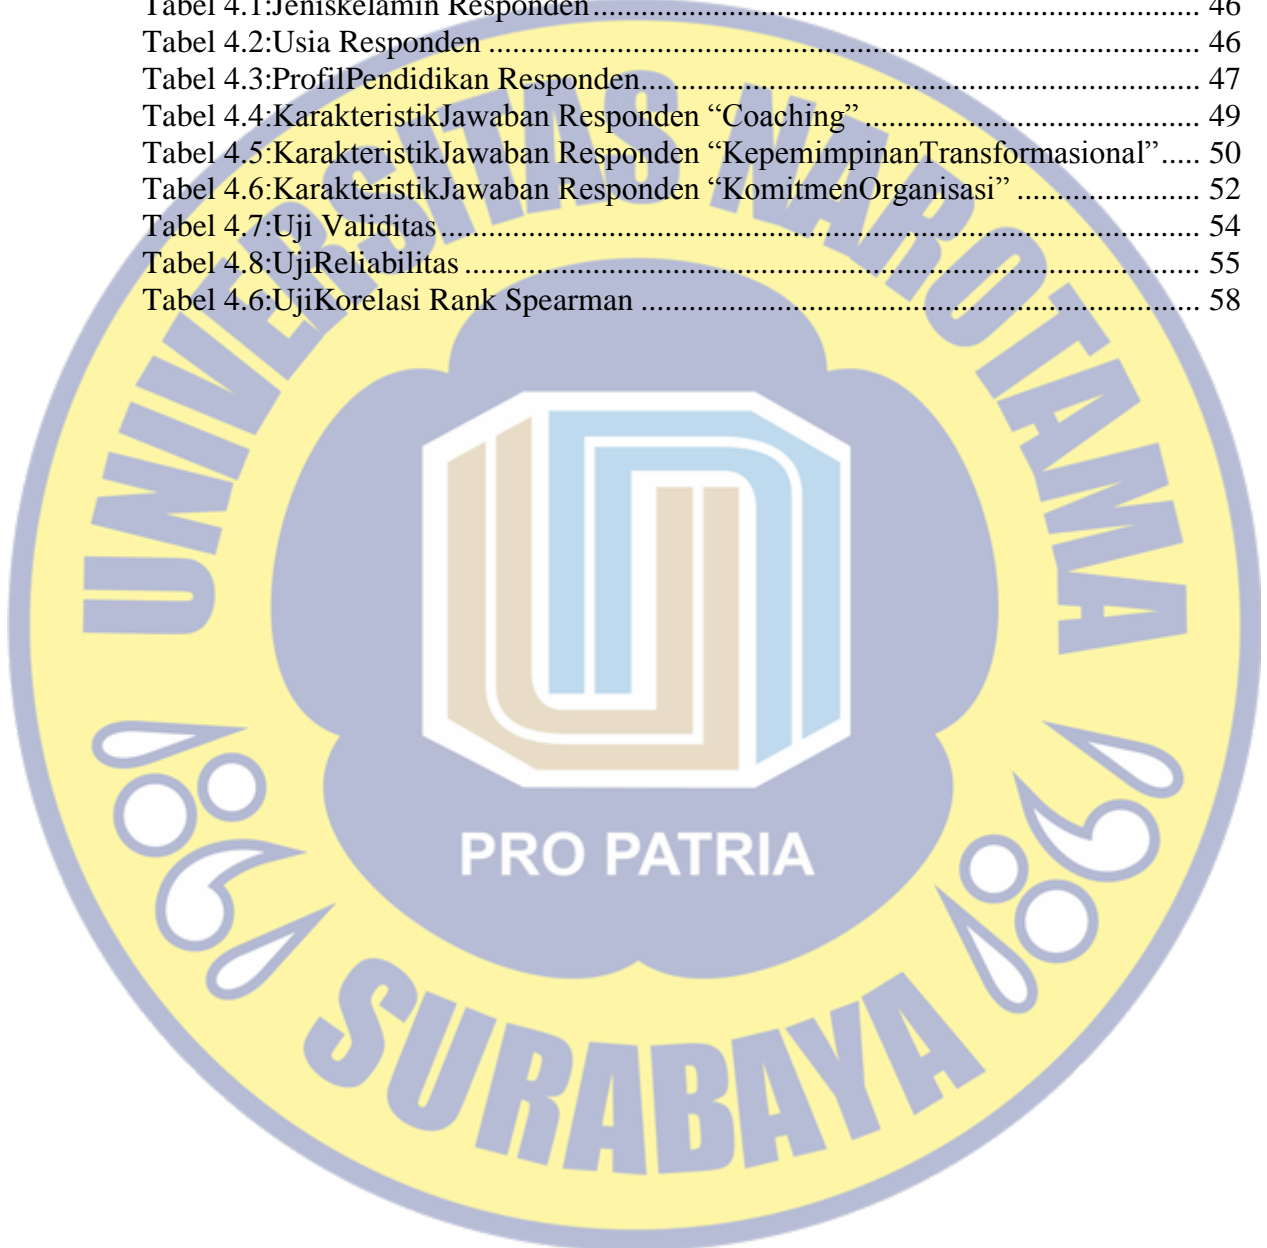 Tabel 4.1:Jeniskelamin Responden.......................................................................... 46
Tabel 4.2:Usia Responden ....................................................................................... 46
Tabel 4.3:ProfilPendidikan Responden.................................................................... 47
Tabel 4.4:KarakteristikJawaban Responden “Coaching” ......................................... 49
Tabel 4.5:KarakteristikJawaban Responden “KepemimpinanTransformasional”..... 50
Tabel 4.6:KarakteristikJawaban Responden “KomitmenOrganisasi” ...................... 52
Tabel 4.7:Uji Validitas............................................................................................. 54
Tabel 4.8:UjiReliabilitas .......................................................................................... 55
Tabel 4.6:UjiKorelasi Rank Spearman .................................................................... 58
UNIVERSITAS NAROTAMA
PRO PATRIA
SURABAYA